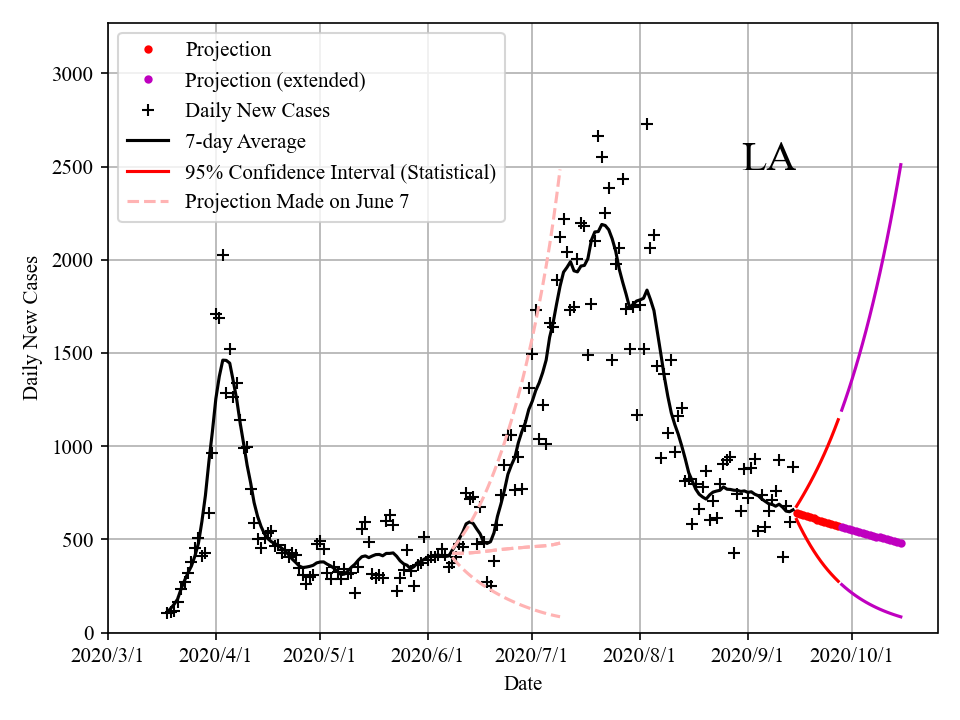 Projection
Projection (extended)
Daily New Cases
7-day Average
95% Confidence Interval (Statistical)
Projection Made on June 7
LA
3000
2500
2000
1500
1000
500
0
Daily New Cases
2020/3/1 2020/4/1 2020/5/1 2020/6/1 2020/7/1 2020/8/1 2020/9/1 2020/10/1
Date